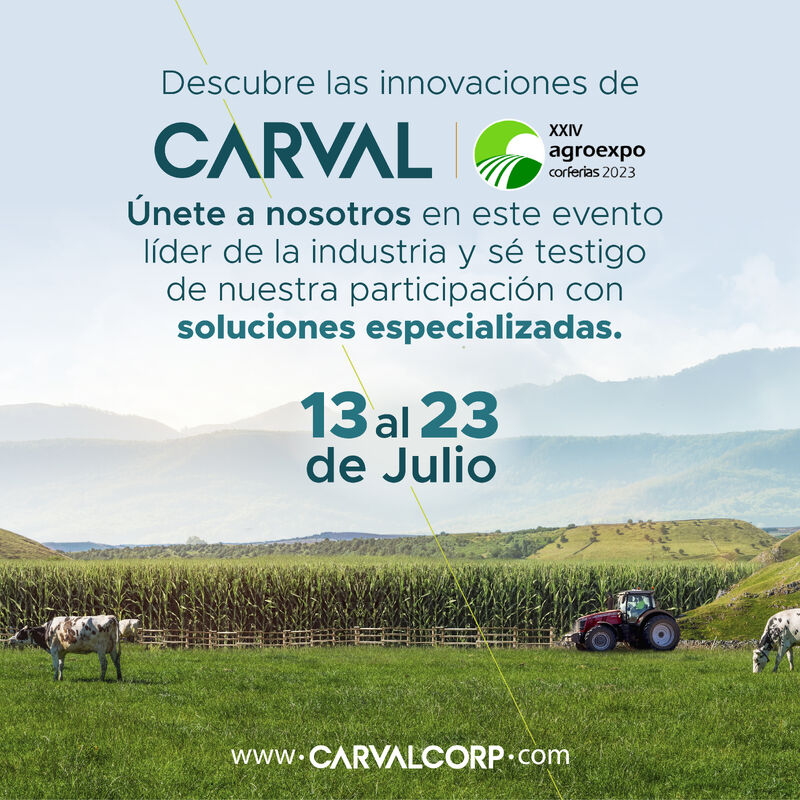 Descubre las innovaciones de
CARVAL
XXIV
agroexpo
corferias 2023
Únete a nosotros en este evento
líder de la industria y sé testigo
de nuestra participación con
soluciones especializadas.
13 al 23
de Julio
www·CARVALCORP·com